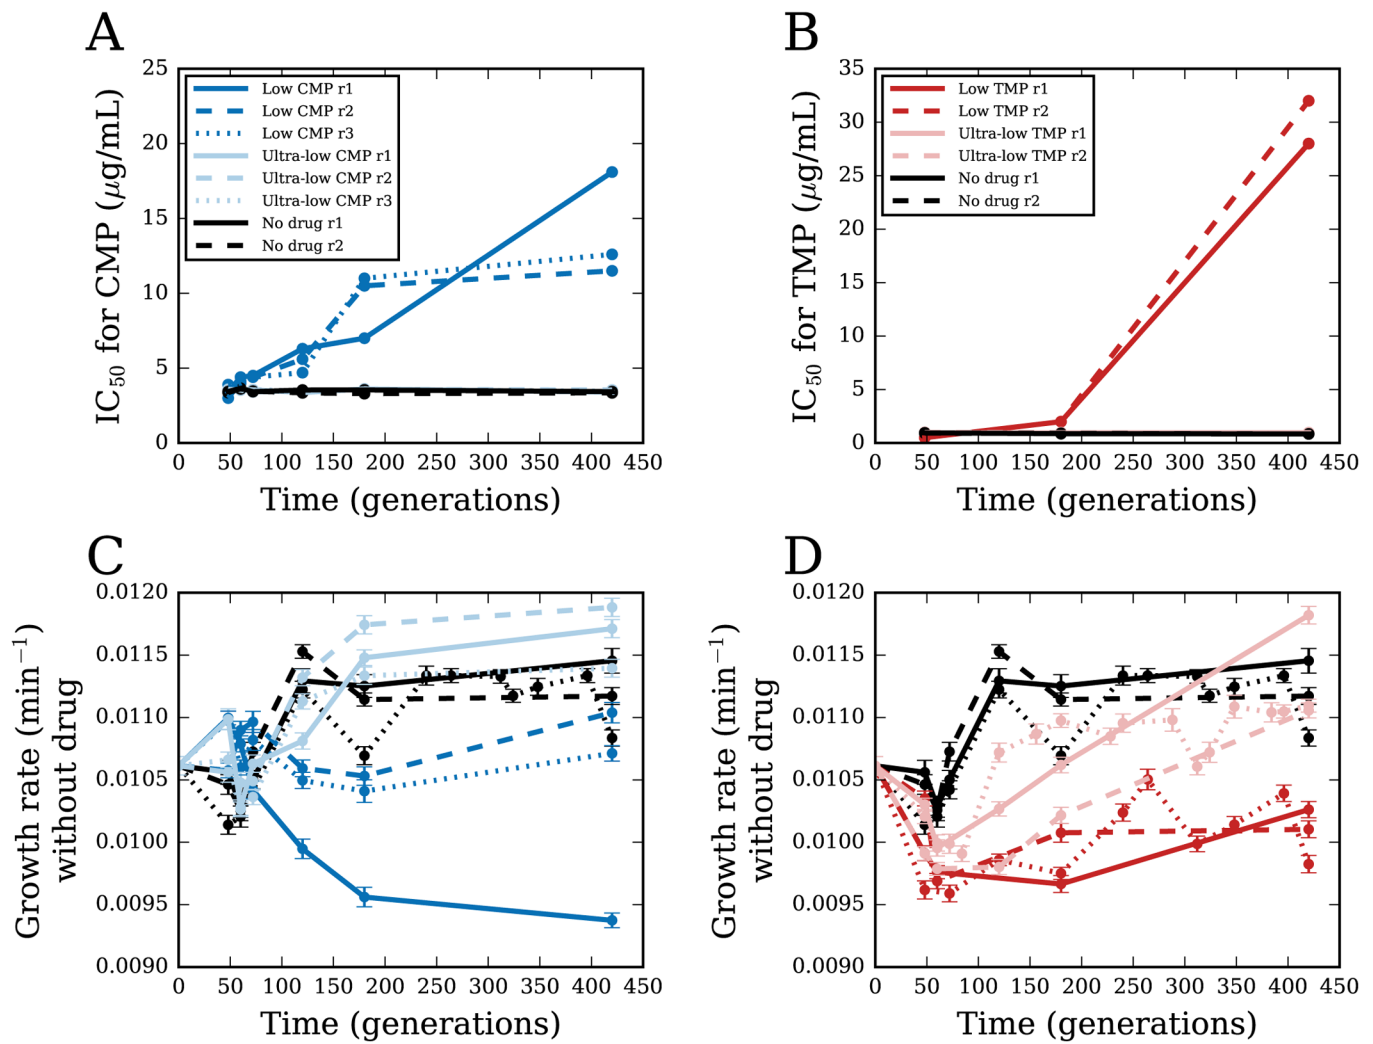 A
IC50 for CMP (μg/mL)
25
20
15
10
5
0
Low CMP r1
Low CMP r2
Low CMP r3
Ultra-low CMP r1
Ultra-low CMP r2
Ultra-low CMP r3
No drug r1
No drug r2
0 50 100 150 200 250 300 350 400 450
Time (generations)
B
IC50 for TMP (μg/mL)
35
30
25
20
15
10
5
0
Low TMP r1
Low TMP r2
Ultra-low TMP r1
Ultra-low TMP r2
No drug r1
No drug r2
0 50 100 150 200 250 300 350 400 450
Time (generations)
C
Growth rate (min−1)
without drug
0.0120
0.0115
0.0110
0.0105
0.0100
0.0095
0.0090
0 50 100 150 200 250 300 350 400 450
Time (generations)
D
Growth rate (min−1)
without drug
0.0120
0.0115
0.0110
0.0105
0.0100
0.0095
0.0090
0 50 100 150 200 250 300 350 400 450
Time (generations)